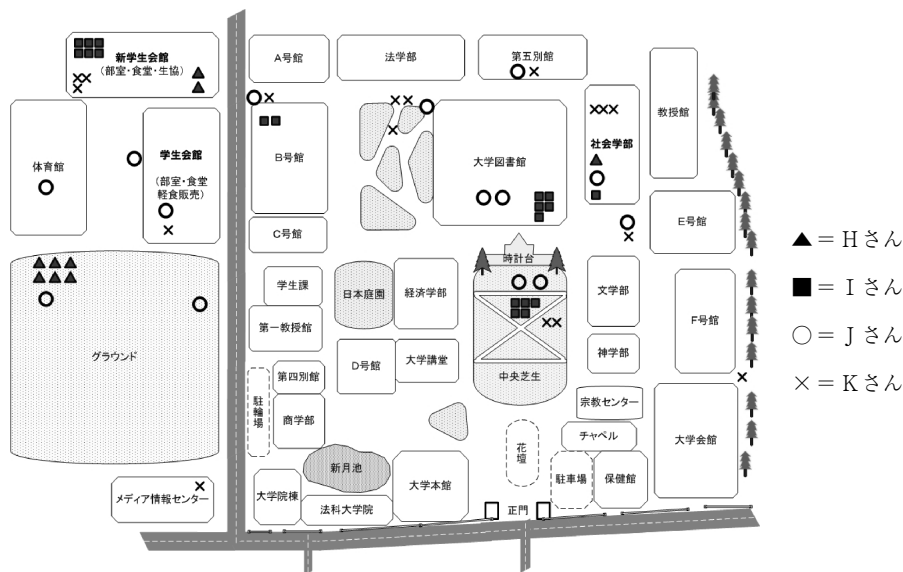 新学生会館
(部室・食堂・生協)
体育館
学生会館
(部室・食堂
軽食販売)
グラウンド
メディア情報センター
A号館
法学部
第五別館
B号館
大学図書館
社会学部
教授館
C号館
E号館
時計台
学生課
日本庭園
経済学部
文学部
F号館
第一教授館
D号館
大学講堂
神学部
中央芝生
第四別館
駐輪場
商学部
宗教センター
チャペル
大学会館
花壇
新月池
大学院棟
法科大学院
大学本館
駐車場
保健館
正門
▲=Hさん
■=Iさん
○=Jさん
×=Kさん